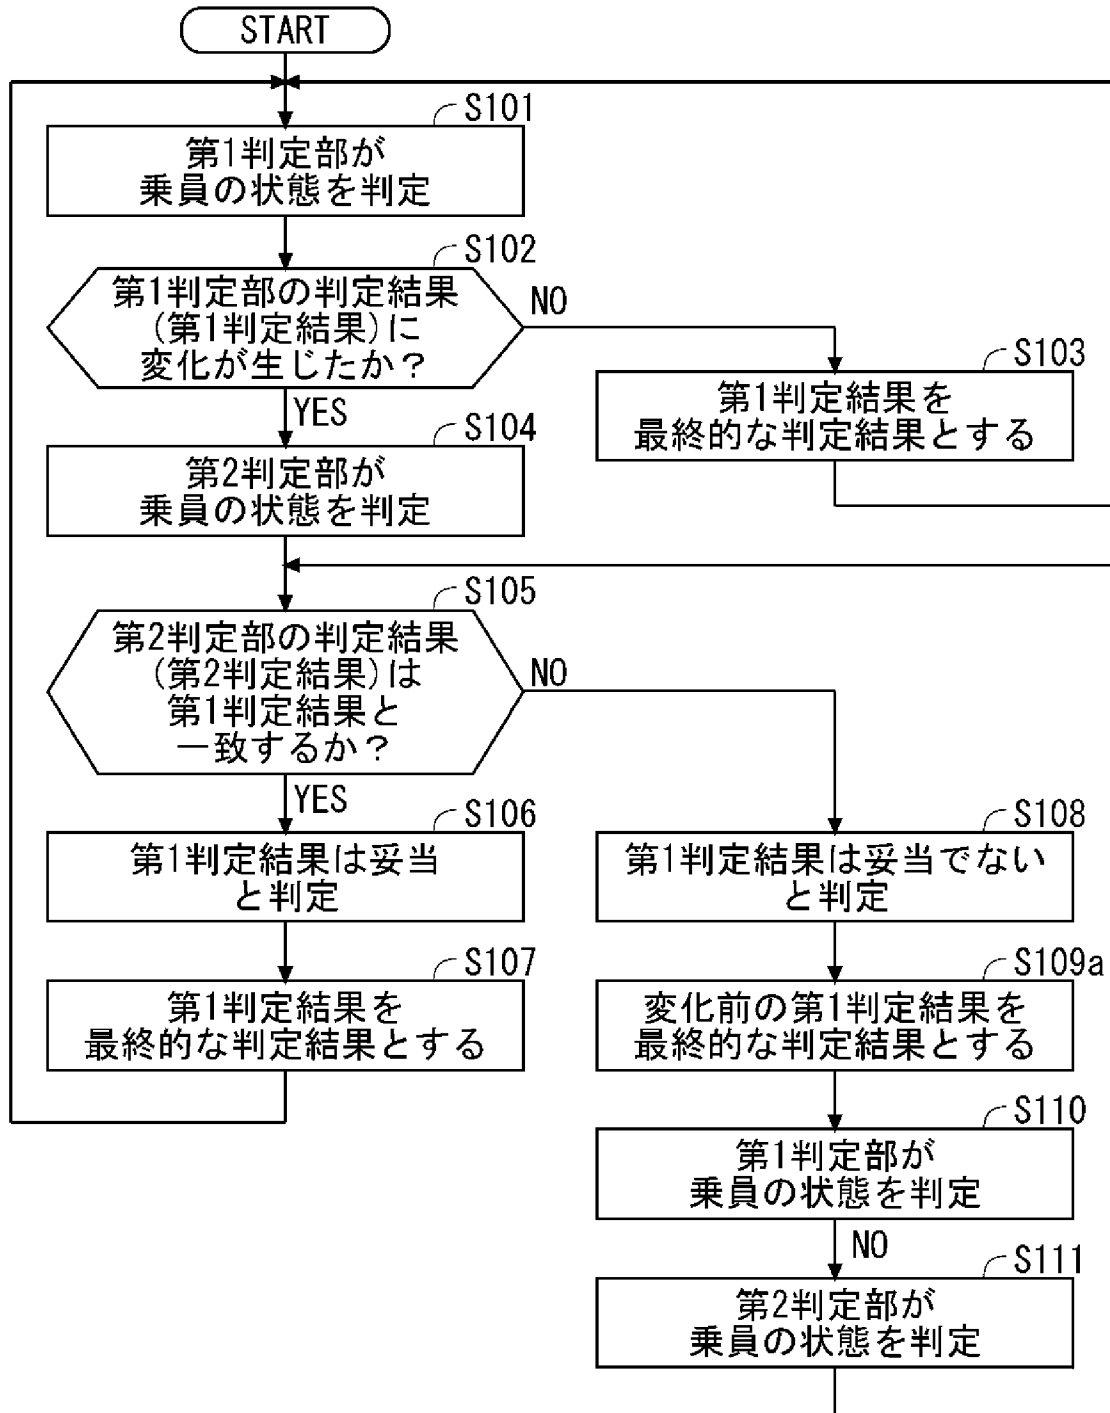 START
S101
第1判定部が
乗員の状態を判定
S102
第1判定部の判定結果
(第1判定結果)に
変化が生じたか?
NO
S103
第1判定結果を
最終的な判定結果とする
YES
S104
第2判定部が
乗員の状態を判定
S105
第2判定部の判定結果
(第2判定結果)は
第1判定結果と
一致するか?
NO
YES
S106
第1判定結果は妥当
と判定
S107
第1判定結果を
最終的な判定結果とする
S108
第1判定結果は妥当でない
と判定
S109a
変化前の第1判定結果を
最終的な判定結果とする
S110
第1判定部が
乗員の状態を判定
NO
S111
第2判定部が
乗員の状態を判定